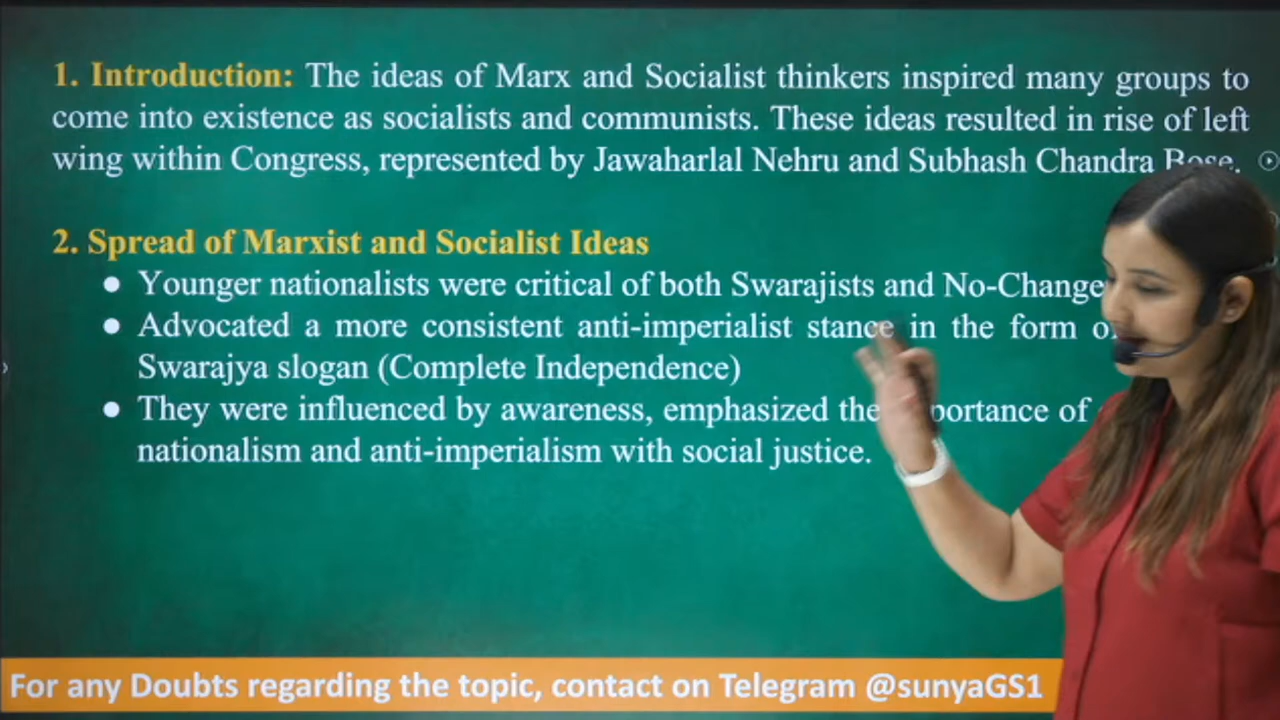 1. Introduction: The ideas of Marx and Socialist thinkers inspired many groups to
come into existence as socialists and communists. These ideas resulted in rise of left
wing within Congress, represented by Jawaharlal Nehru and Subhash Chandra Bose.
2. Spread of Marxist and Socialist Ideas
● Younger nationalists were critical of both Swarajists and
● Advocated a more consistent anti-imperialist stance in the form
Swarajya slogan (Complete Independence)
● They were influenced by awareness, emphasized the of
nationalism and anti-imperialism with social justice.
For any Doubts regarding the topic, contact on Telegram @sunyaGS1